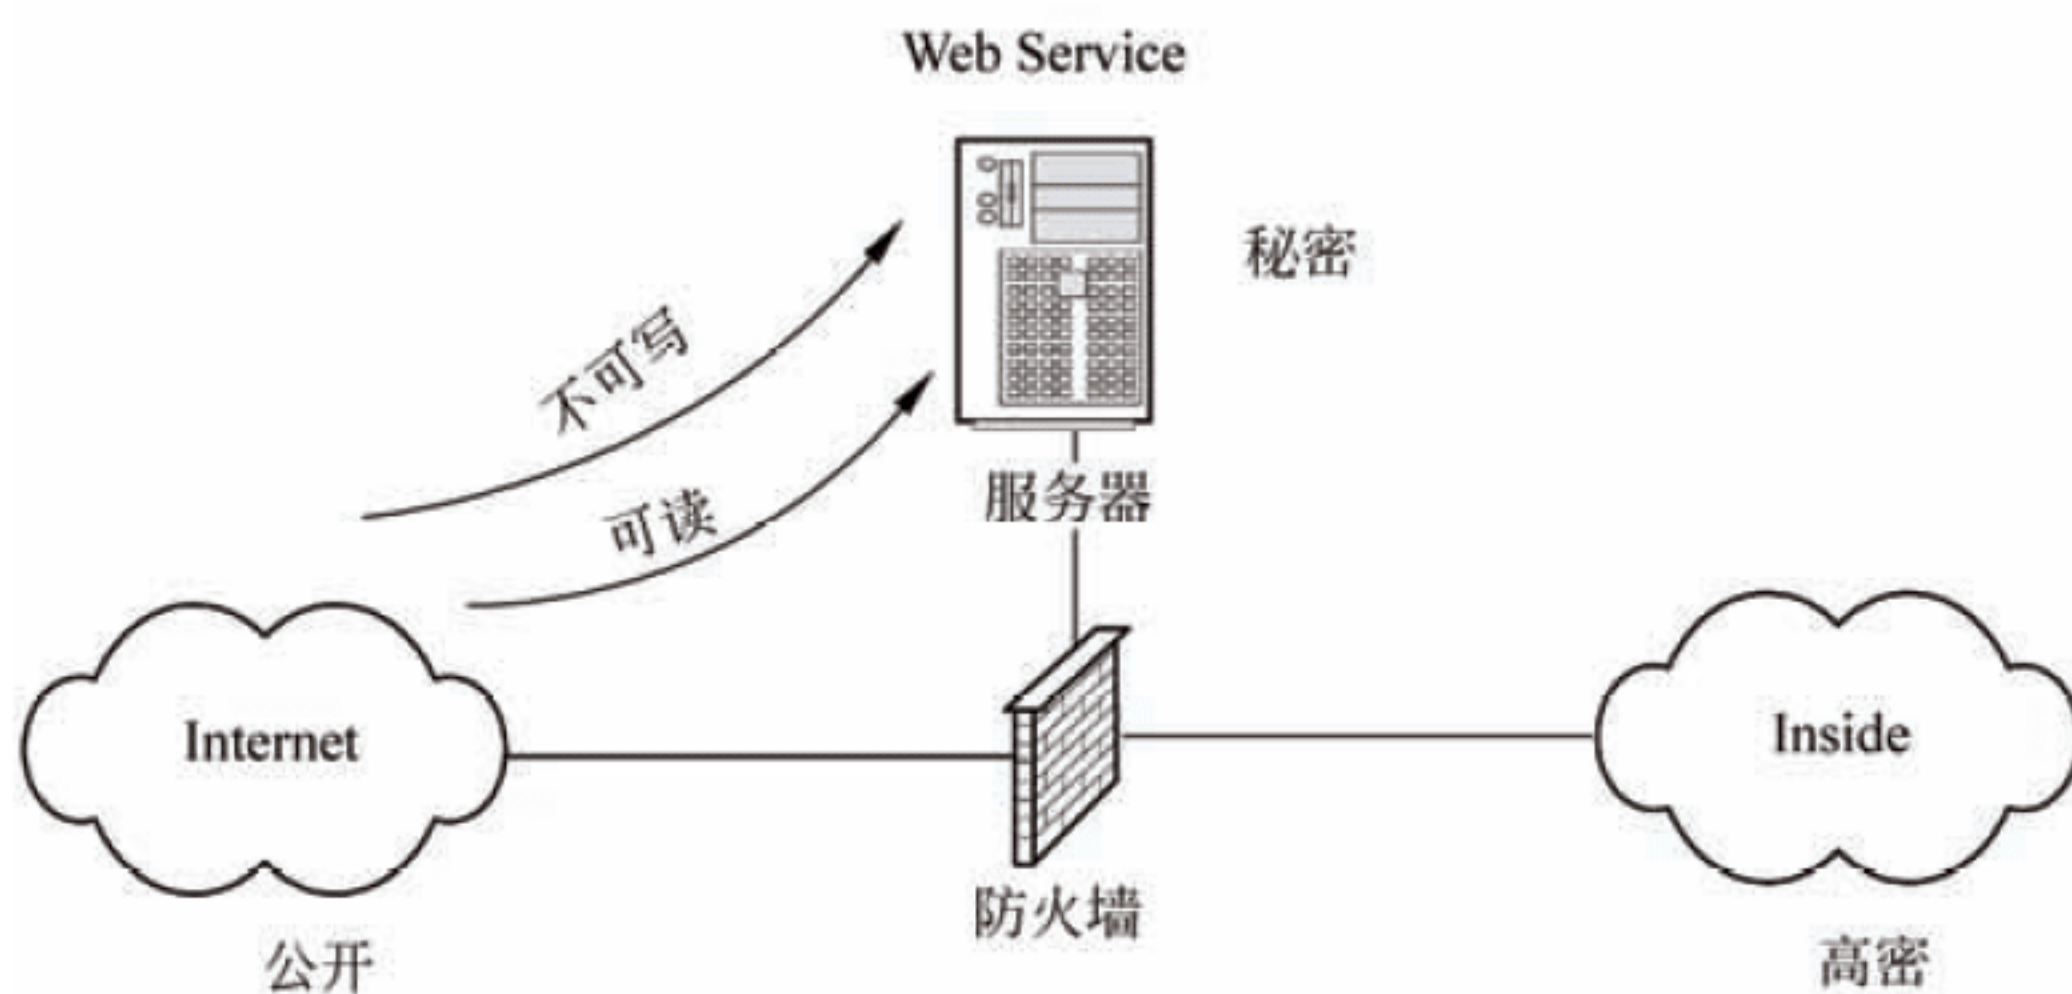 Web Service
秘密
不可写
可读
服务器
Internet
Inside
防火墙
公开
高密